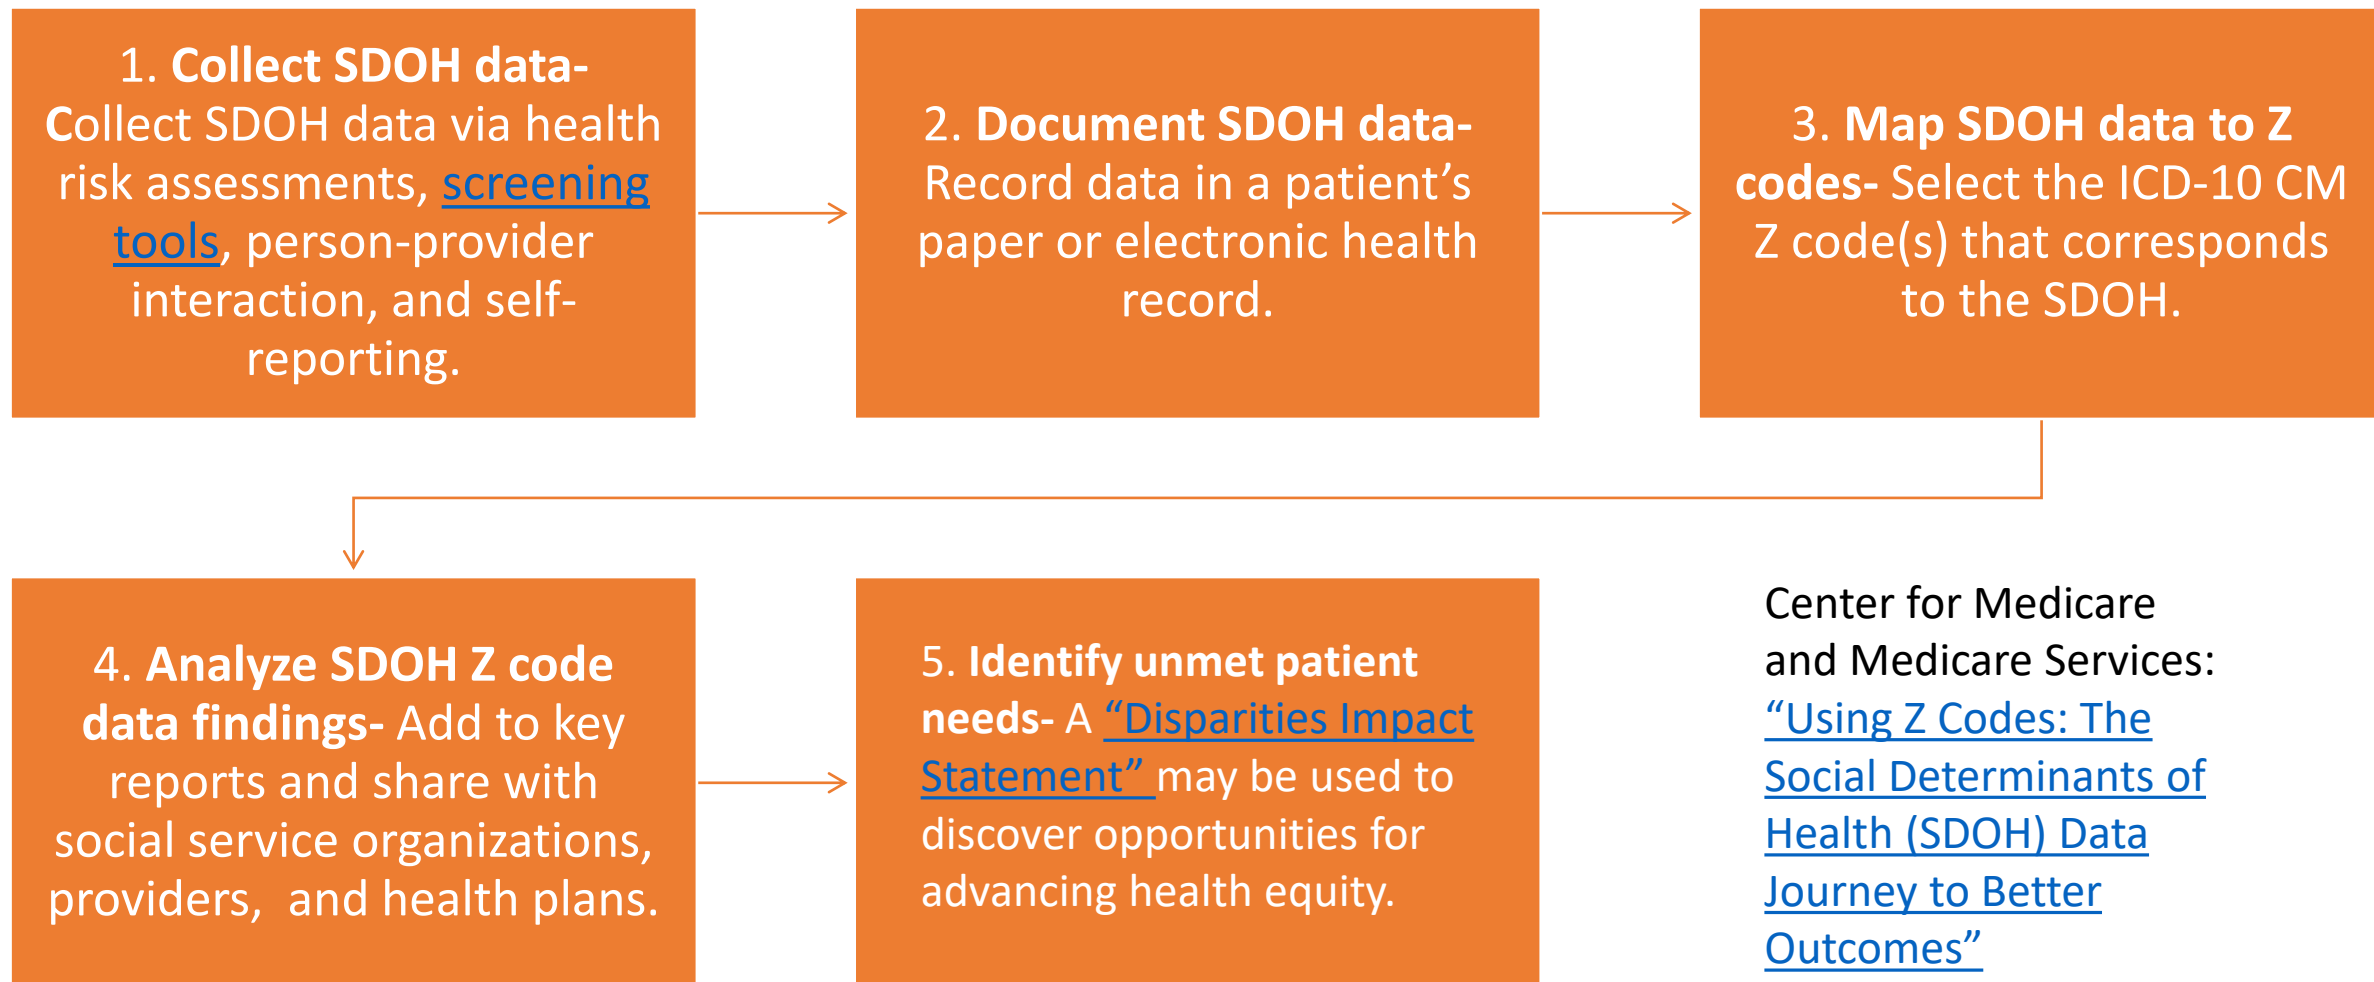 1. Collect SDOH data-
Collect SDOH data via health
risk assessments, screening
tools, person-provider
interaction, and self-
reporting.
2. Document SDOH data-
Record data in a patient’s
paper or electronic health
record.
3. Map SDOH data to Z
codes- Select the ICD-10 CM
Z code(s) that corresponds
to the SDOH.
4. Analyze SDOH Z code
data findings- Add to key
reports and share with
social service organizations,
providers,  and health plans.
5. Identify unmet patient
needs- A “Disparities Impact
Statement” may be used to
discover opportunities for
advancing health equity.
Center for Medicare
and Medicare Services:
“Using Z Codes: The
Social Determinants of
Health (SDOH) Data
Journey to Better
Outcomes”